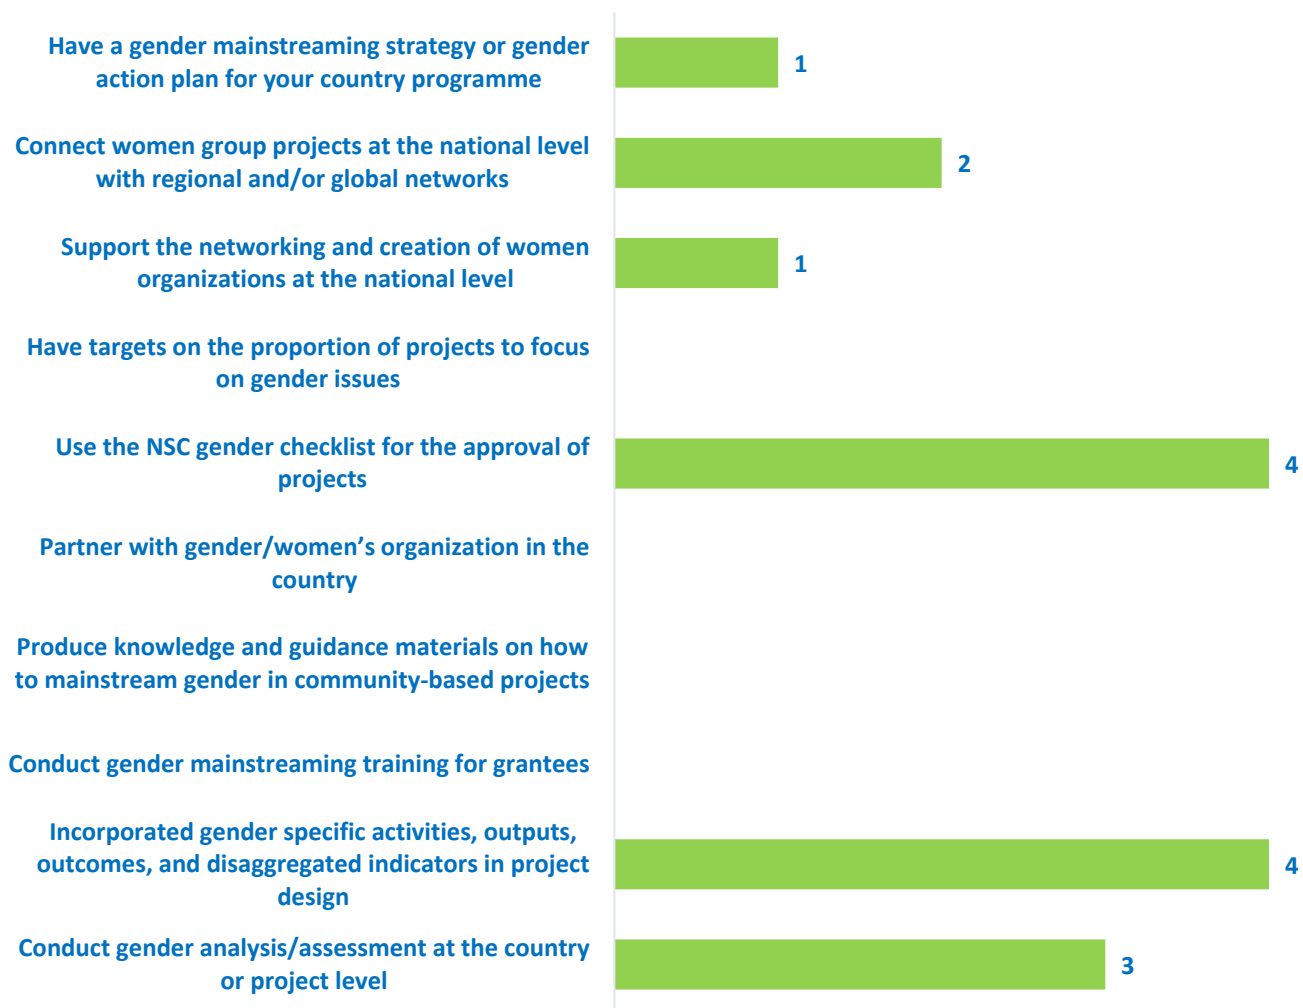 Have a gender mainstreaming strategy or gender
action plan for your country programme
1
Connect women group projects at the national level
with regional and/or global networks
2
Support the networking and creation of women
organizations at the national level
1
Have targets on the proportion of projects to focus
on gender issues
Use the NSC gender checklist for the approval of
projects
4
Partner with gender/women’s organization in the
country
Produce knowledge and guidance materials on how
to mainstream gender in community-based projects
Conduct gender mainstreaming training for grantees
Incorporated gender specific activities, outputs,
outcomes, and disaggregated indicators in project
design
4
Conduct gender analysis/assessment at the country
or project level
3